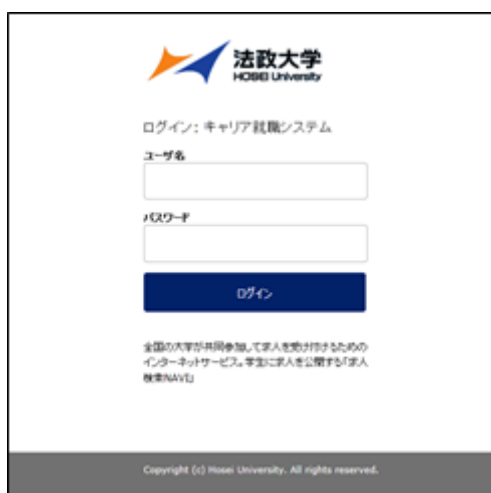 法政大学
HOSEI University
ログイン: キャリア就職システム
ユーザ名
パスワード
ログイン
全国の大学が共同参加して求人を受け付けるための
インターネットサービス。学生に求人を公開する「求人
検索NAVI」
Copyright (c) Hosei University. All rights reserved.